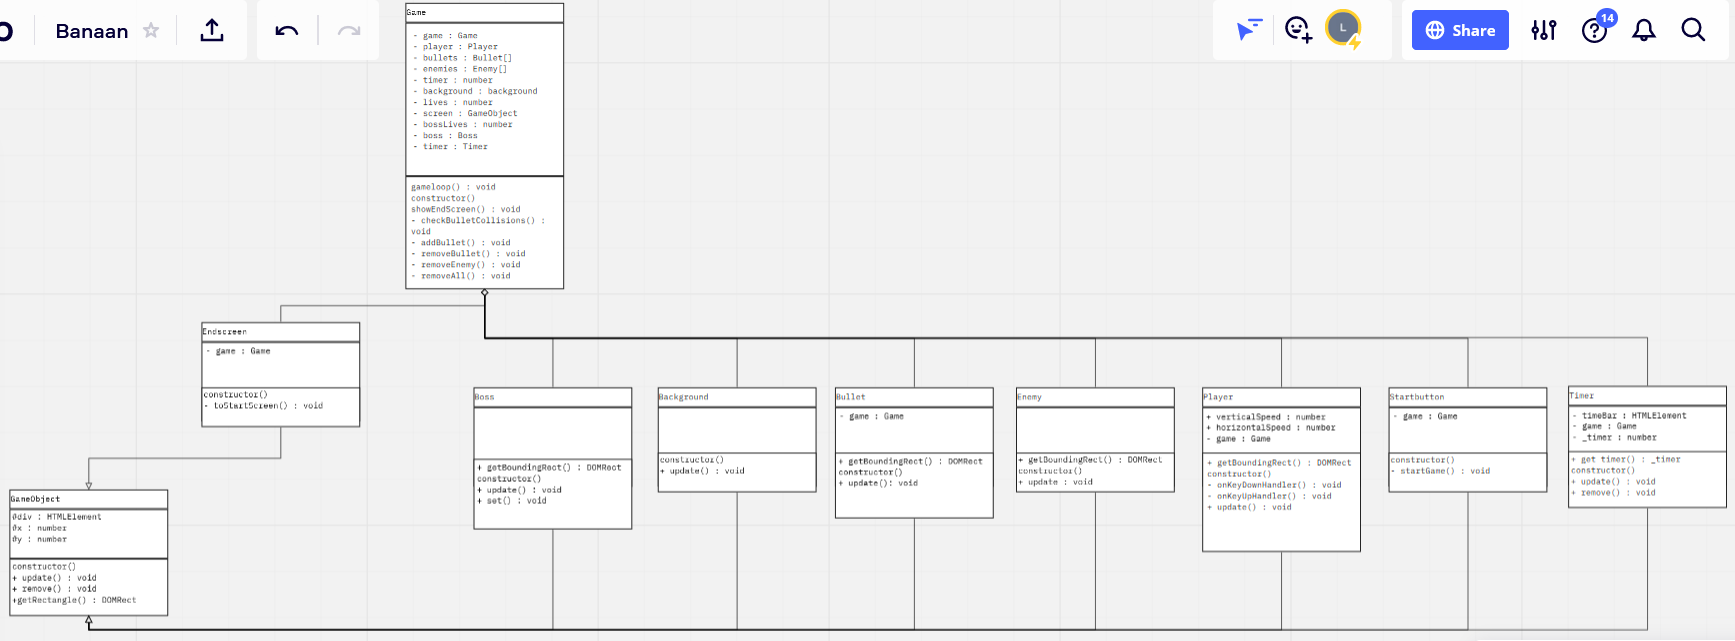 Banaan
Share
14
L
Game
- game : Game
- player : Player
- bullets : Bullet[]
- enemies : Enemy[]
- timer : number
- background : background
- lives : number
- screen : GameObject
- bossLives : number
- boss : Boss
- timer : Timer
gameloop() : void
constructor()
showEndScreen() : void
- checkBulletCollisions() :
void
- addBullet() : void
- removeBullet() : void
- removeEnemy() : void
- removeAll() : void
Endscreen
- game : Game
constructor()
- toStartScreen() : void
GameObject
#div : HTMLElement
#x : number
#y : number
constructor()
+ update() : void
+ remove() : void
+getRectangle() : DOMRect
Boss
+ getBoundingRect() : DOMRect
constructor()
+ update() : void
+ set() : void
Background
constructor()
+ update() : void
Bullet
- game : Game
+ getBoundingRect() : DOMRect
constructor()
+ update(): void
Enemy
+ getBoundingRect() : DOMRect
constructor()
+ update : void
Player
+ verticalSpeed : number
+ horizontalSpeed : number
- game : Game
+ getBoundingRect() : DOMRect
constructor()
- onKeyDownHandler() : void
- onKeyUpHandler() : void
+ update() : void
Startbutton
- game : Game
constructor()
- startGame() : void
Timer
- timeBar : HTMLElement
- game : Game
- _timer : number
+ get timer() : _timer
constructor()
+ update() : void
+ remove() : void